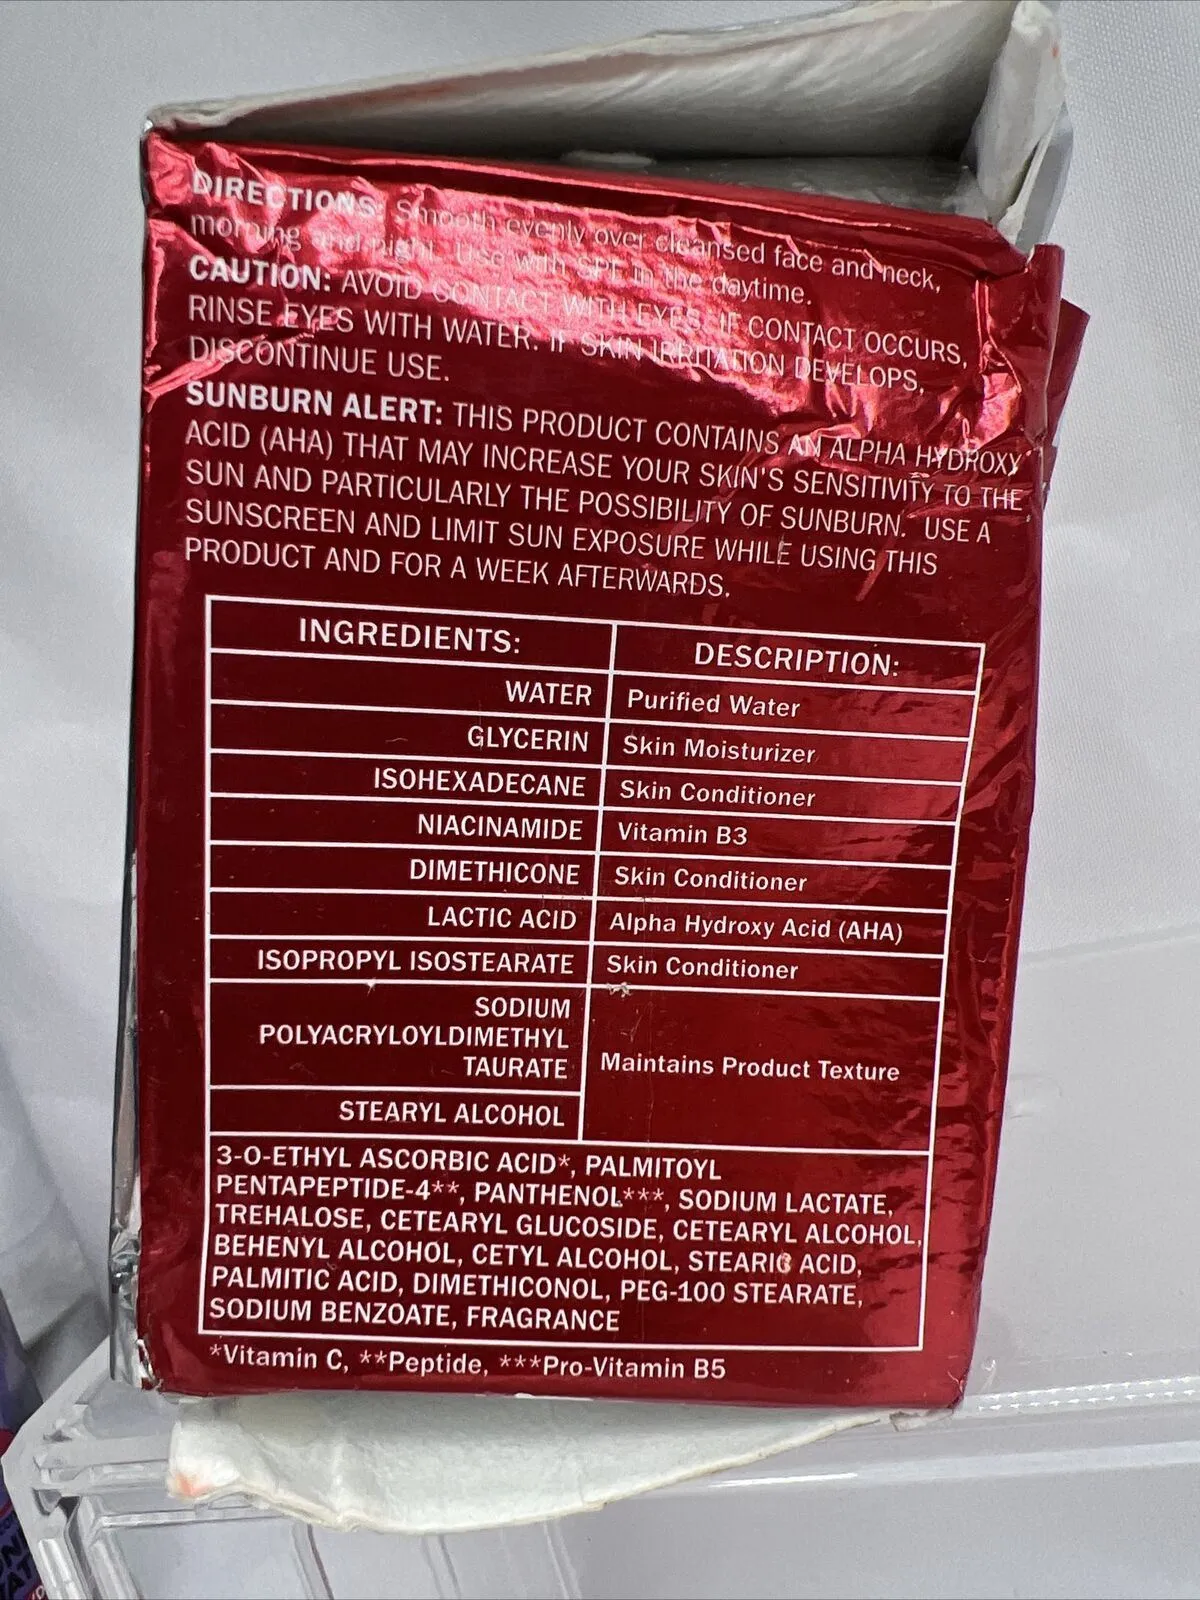 DIRECTIONS: Smooth evenly over cleansed face and neck,
morning and night. Use with SPF in the daytime.
CAUTION: AVOID CONTACT WITH EYES. IF CONTACT OCCURS,
RINSE EYES WITH WATER. IF SKIN IRRITATION DEVELOPS,
DISCONTINUE USE.
SUNBURN ALERT: THIS PRODUCT CONTAINS AN ALPHA HYDROXY
ACID (AHA) THAT MAY INCREASE YOUR SKIN'S SENSITIVITY TO THE
SUN AND PARTICULARLY THE POSSIBILITY OF SUNBURN. USE A
SUNSCREEN AND LIMIT SUN EXPOSURE WHILE USING THIS
PRODUCT AND FOR A WEEK AFTERWARDS.
INGREDIENTS: DESCRIPTION:
WATER Purified Water
GLYCERIN Skin Moisturizer
ISOHEXADECANE Skin Conditioner
NIACINAMIDE Vitamin B3
DIMETHICONE Skin Conditioner
LACTIC ACID Alpha Hydroxy Acid (AHA)
ISOPROPYL ISOSTEARATE Skin Conditioner
SODIUM
POLYACRYLOYLDIMETHYL
TAURATE
Maintains Product Texture
STEARYL ALCOHOL
3-O-ETHYL ASCORBIC ACID*, PALMITOYL
PENTAPEPTIDE-4**, PANTHENOL***, SODIUM LACTATE,
TREHALOSE, CETEARYL GLUCOSIDE, CETEARYL ALCOHOL,
BEHENYL ALCOHOL, CETYL ALCOHOL, STEARIC ACID,
PALMITIC ACID, DIMETHICONOL, PEG-100 STEARATE,
SODIUM BENZOATE, FRAGRANCE
*Vitamin C, **Peptide, ***Pro-Vitamin B5